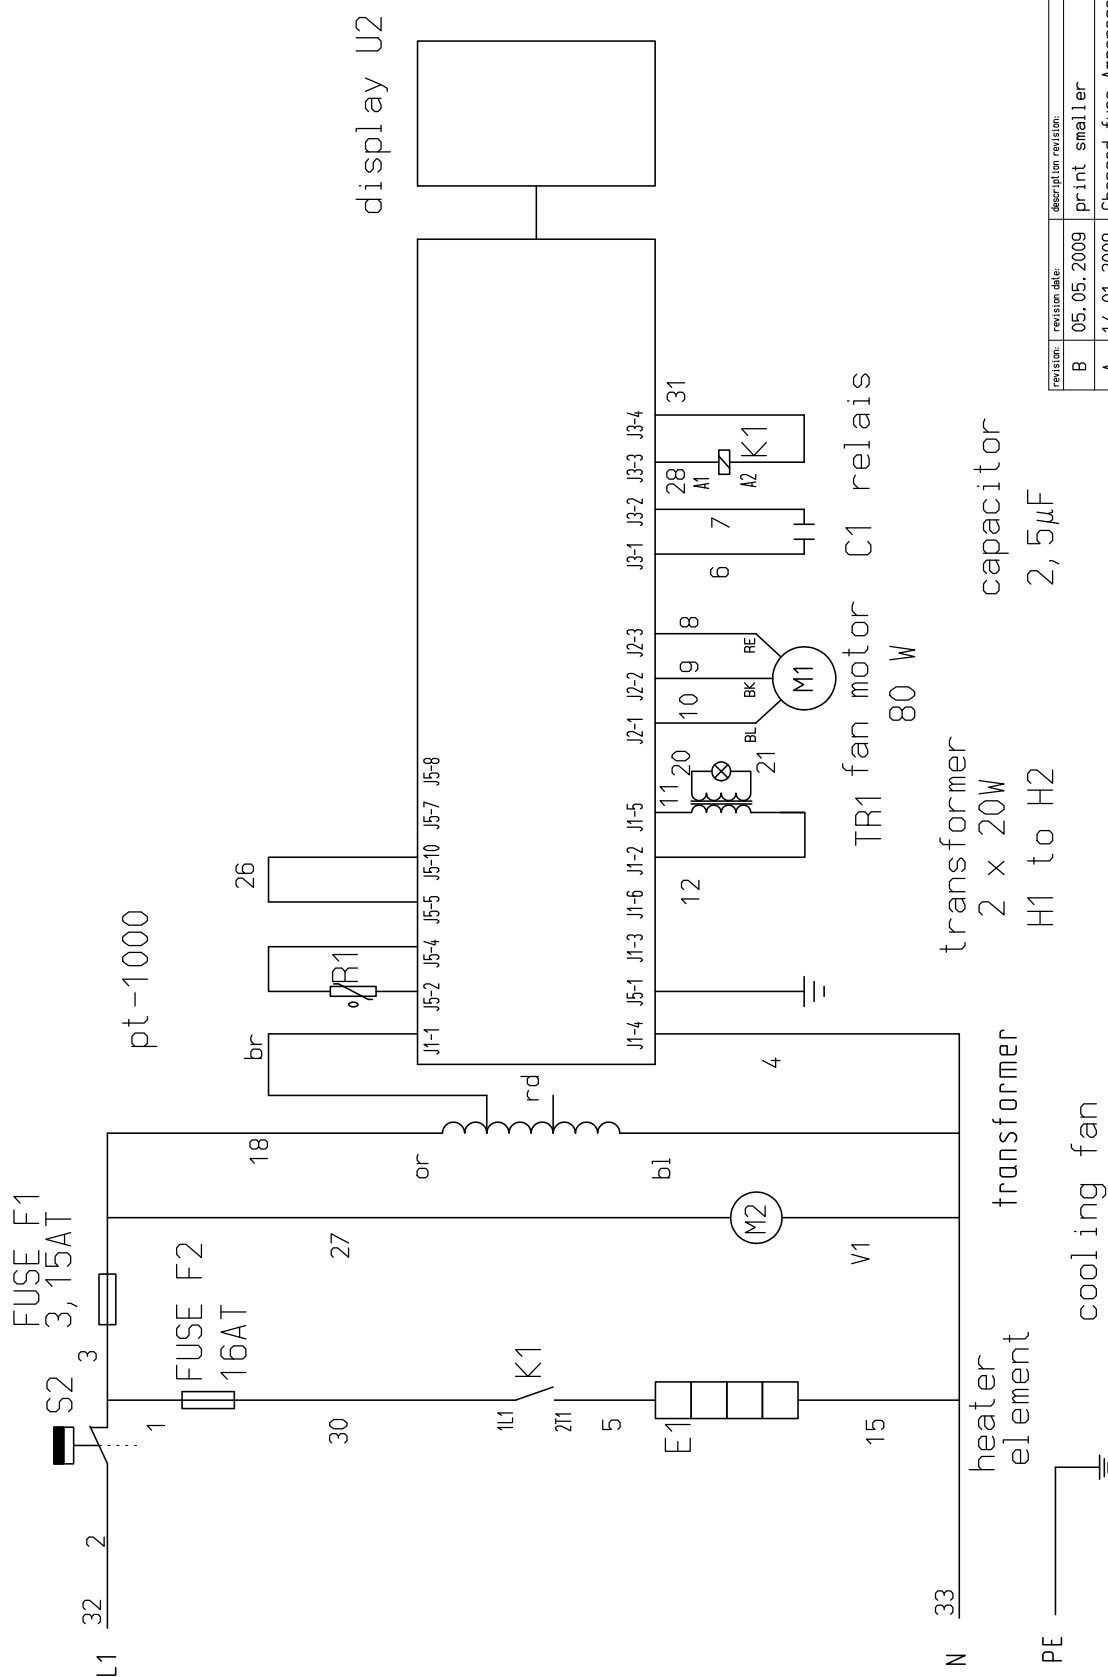 FUSE F1
3,15AT
S2
3
L1
32
2
1
FUSE F2
16AT
30
K1
1L1
2T1
5
E1
15
heater
element
N
33
PE
27
M2
V1
cooling fan
18
or
rd
bl
br
transformer
pt-1000
R1
0
26
J1-1
J5-2
J5-4
J5-5
J5-10
J5-7
J5-8
J1-4
J5-1
J1-3
J1-6
J1-2
J1-5
J2-1
J2-2
J2-3
J3-1
J3-2
J3-3
J3-4
4
12
11
20
21
10
9
8
BL
BK
RE
M1
6
7
28
31
A1
A2
K1
TR1
fan motor
80 W
C1
relais
transformer
2 x 20W
H1 to H2
capacitor
2,5µF
display U2
revision:
revision date:
description revision:
B
05.05.2009
print smaller